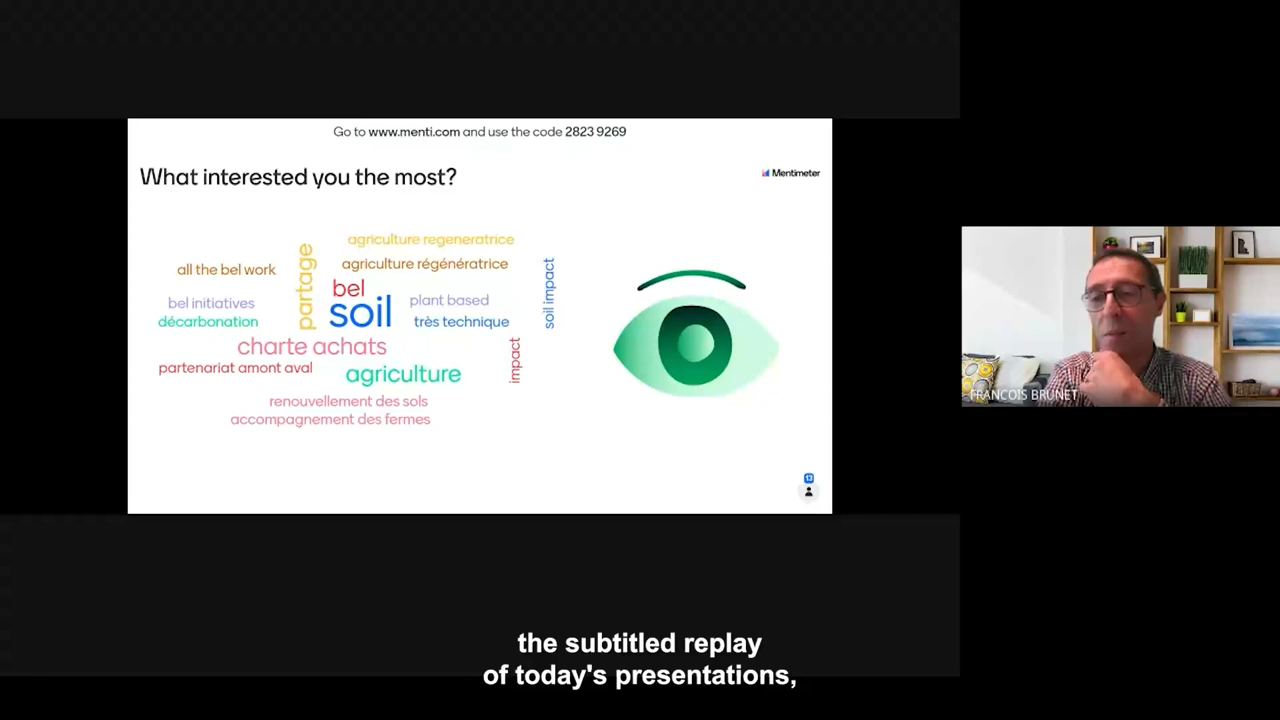 Go to www.menti.com and use the code 2823 9269
What interested you the most?
Mentimeter
agriculture regeneratrice
agriculture régénératrice
all the bel work
partage
bel
soil
plant based
soil impact
bel initiatives
décarbonation
très technique
charte achats
impact
partenariat amont aval
agriculture
renouvellement des sols
accompagnement des fermes
13
FRANCOIS BRUNET
the subtitled replay
of today's presentations,